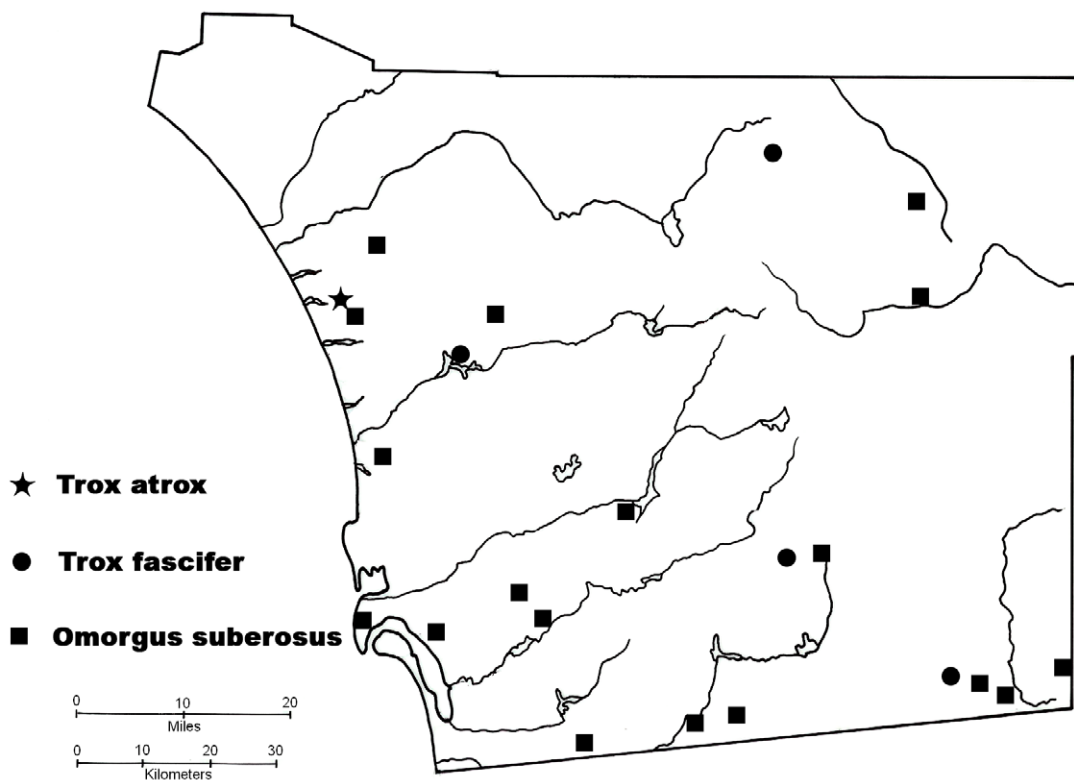 Trox atrox
Trox fascifer
Omorgus suberosus
0 10 20
Miles
0 10 20 30
Kilometers